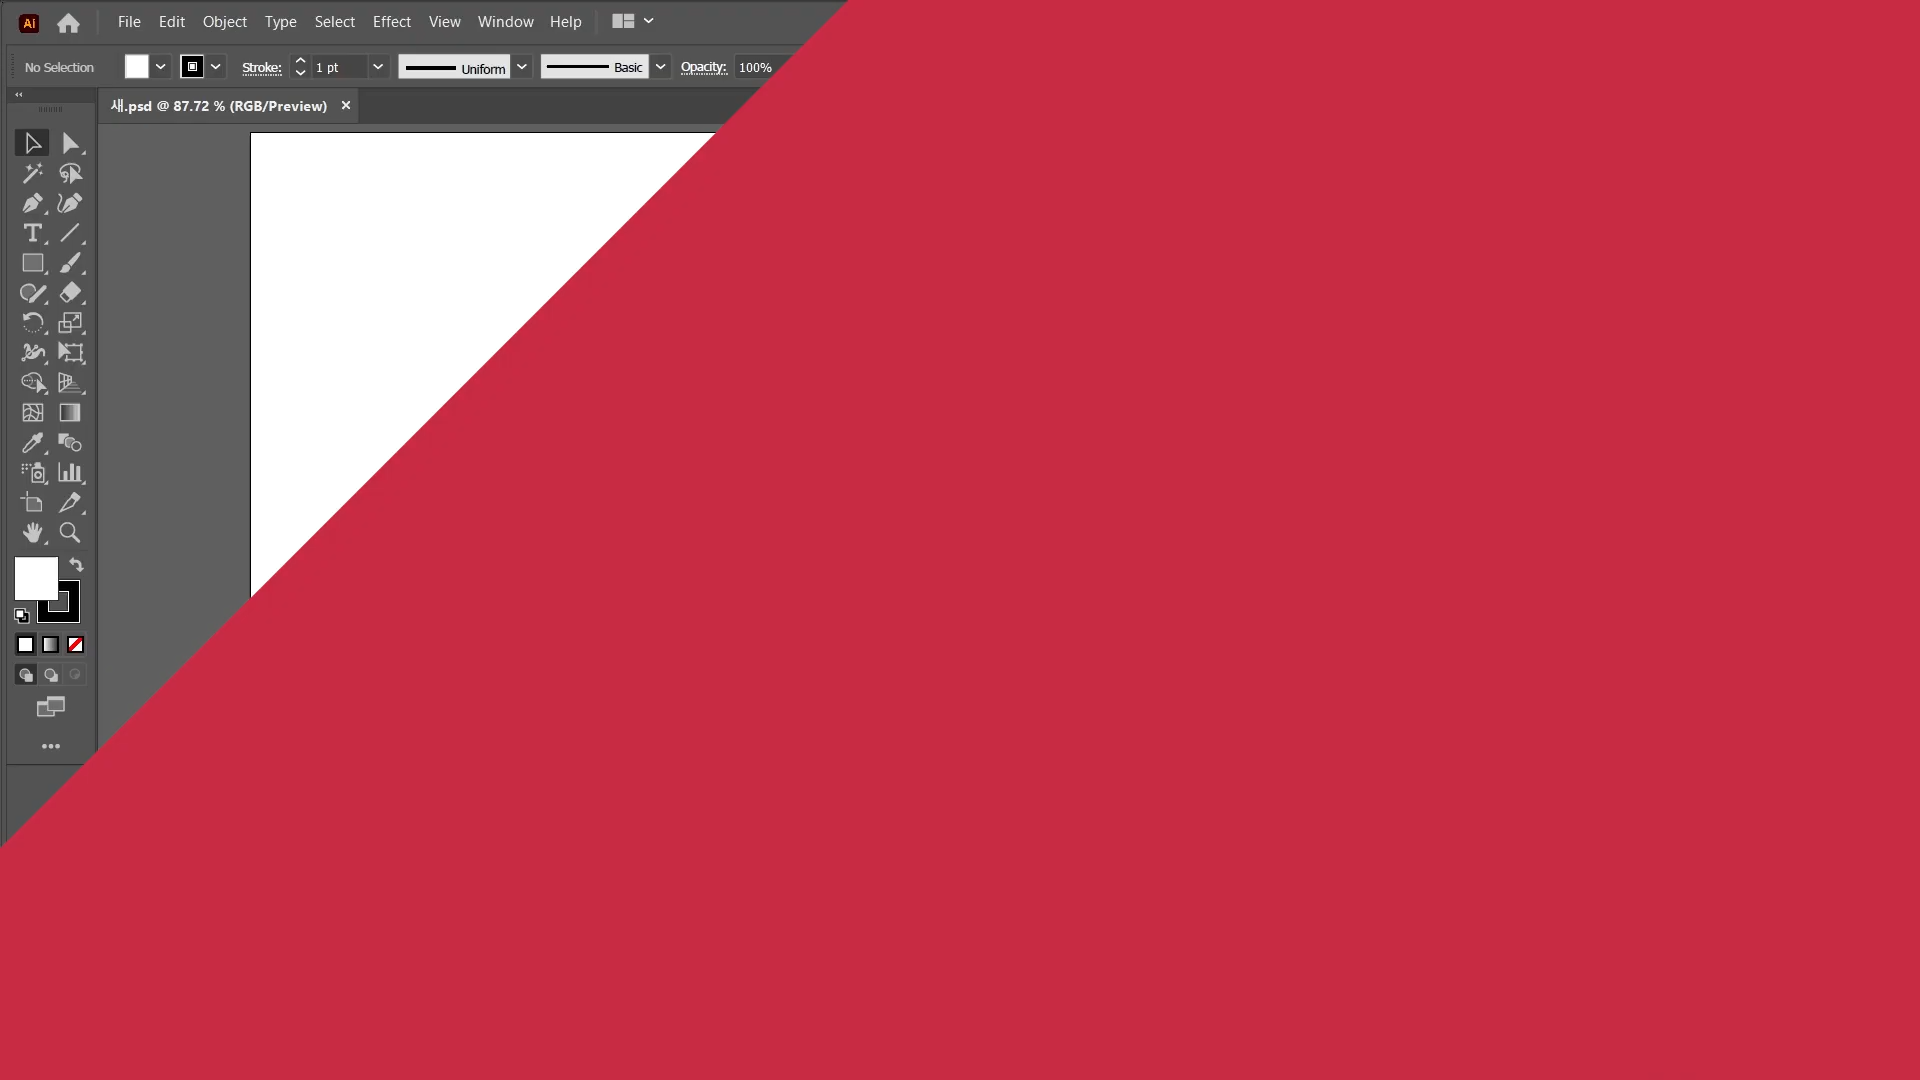 Ai File Edit Object Type Select Effect View Window Help
No Selection Stroke: 1 pt Uniform Basic Opacity: 100%
새.psd @ 87.72 % (RGB/Preview) ×